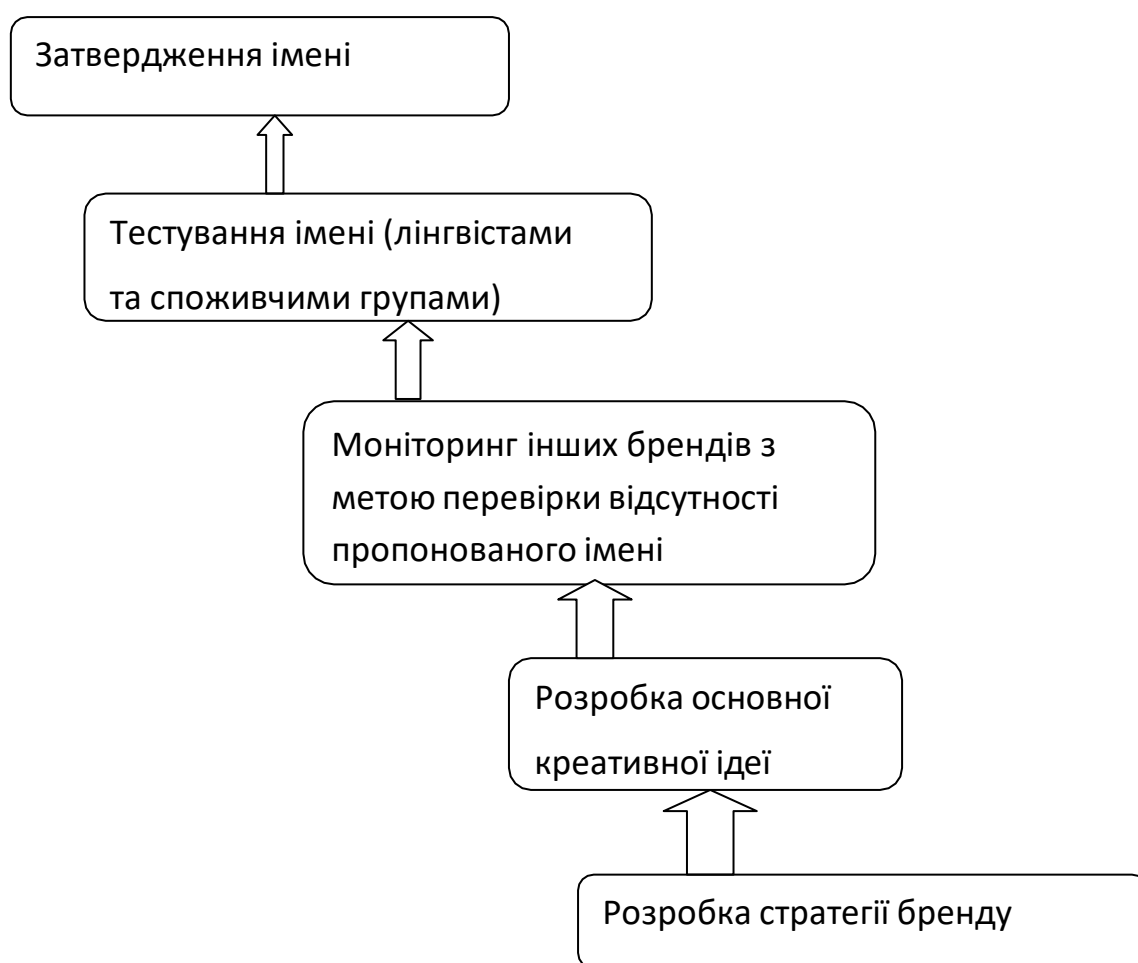 Затвердження імені
Тестування імені (лінгвістами
та споживчими групами)
Моніторинг інших брендів з
метою перевірки відсутності
пропонованого імені
Розробка основної
креативної ідеї
Розробка стратегії бренду